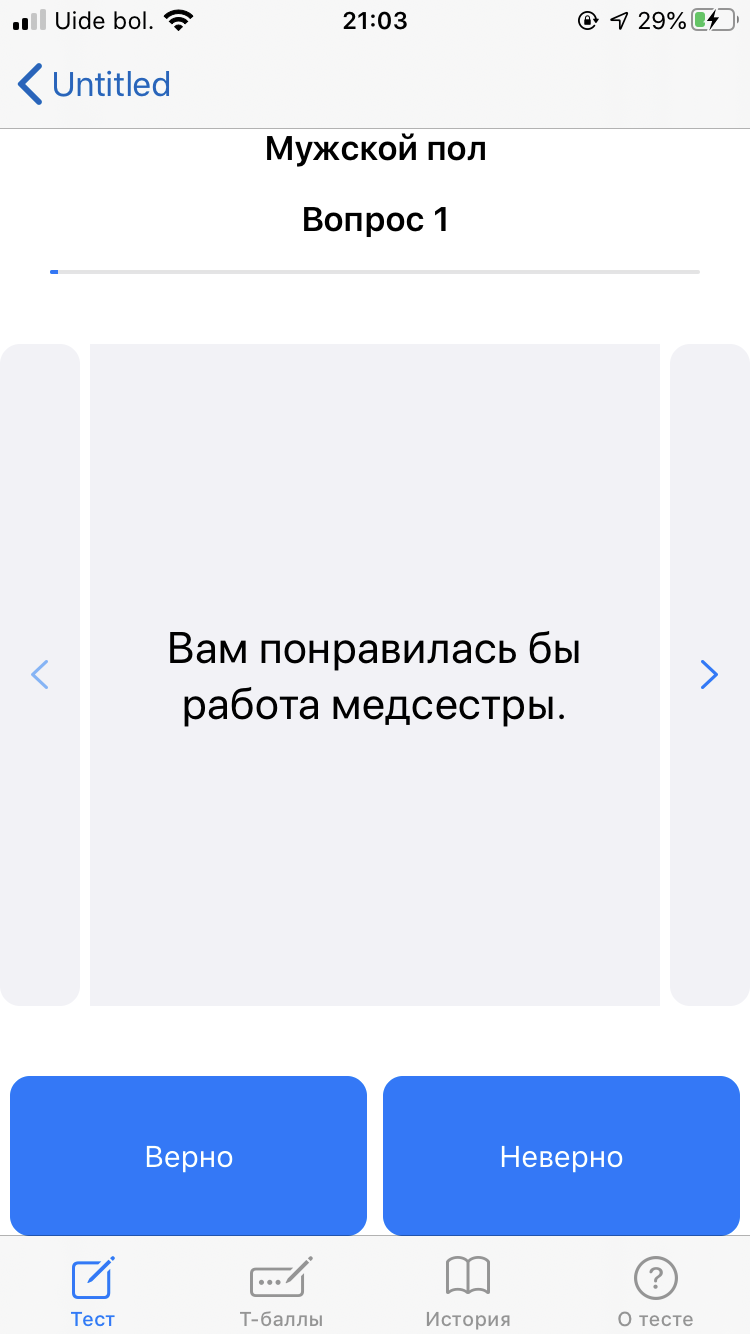 Uide bol.
21:03
29%
Untitled
Мужской пол
Вопрос 1
Вам понравилась бы
работа медсестры.
Верно
Неверно
Тест
Т-баллы
История
О тесте